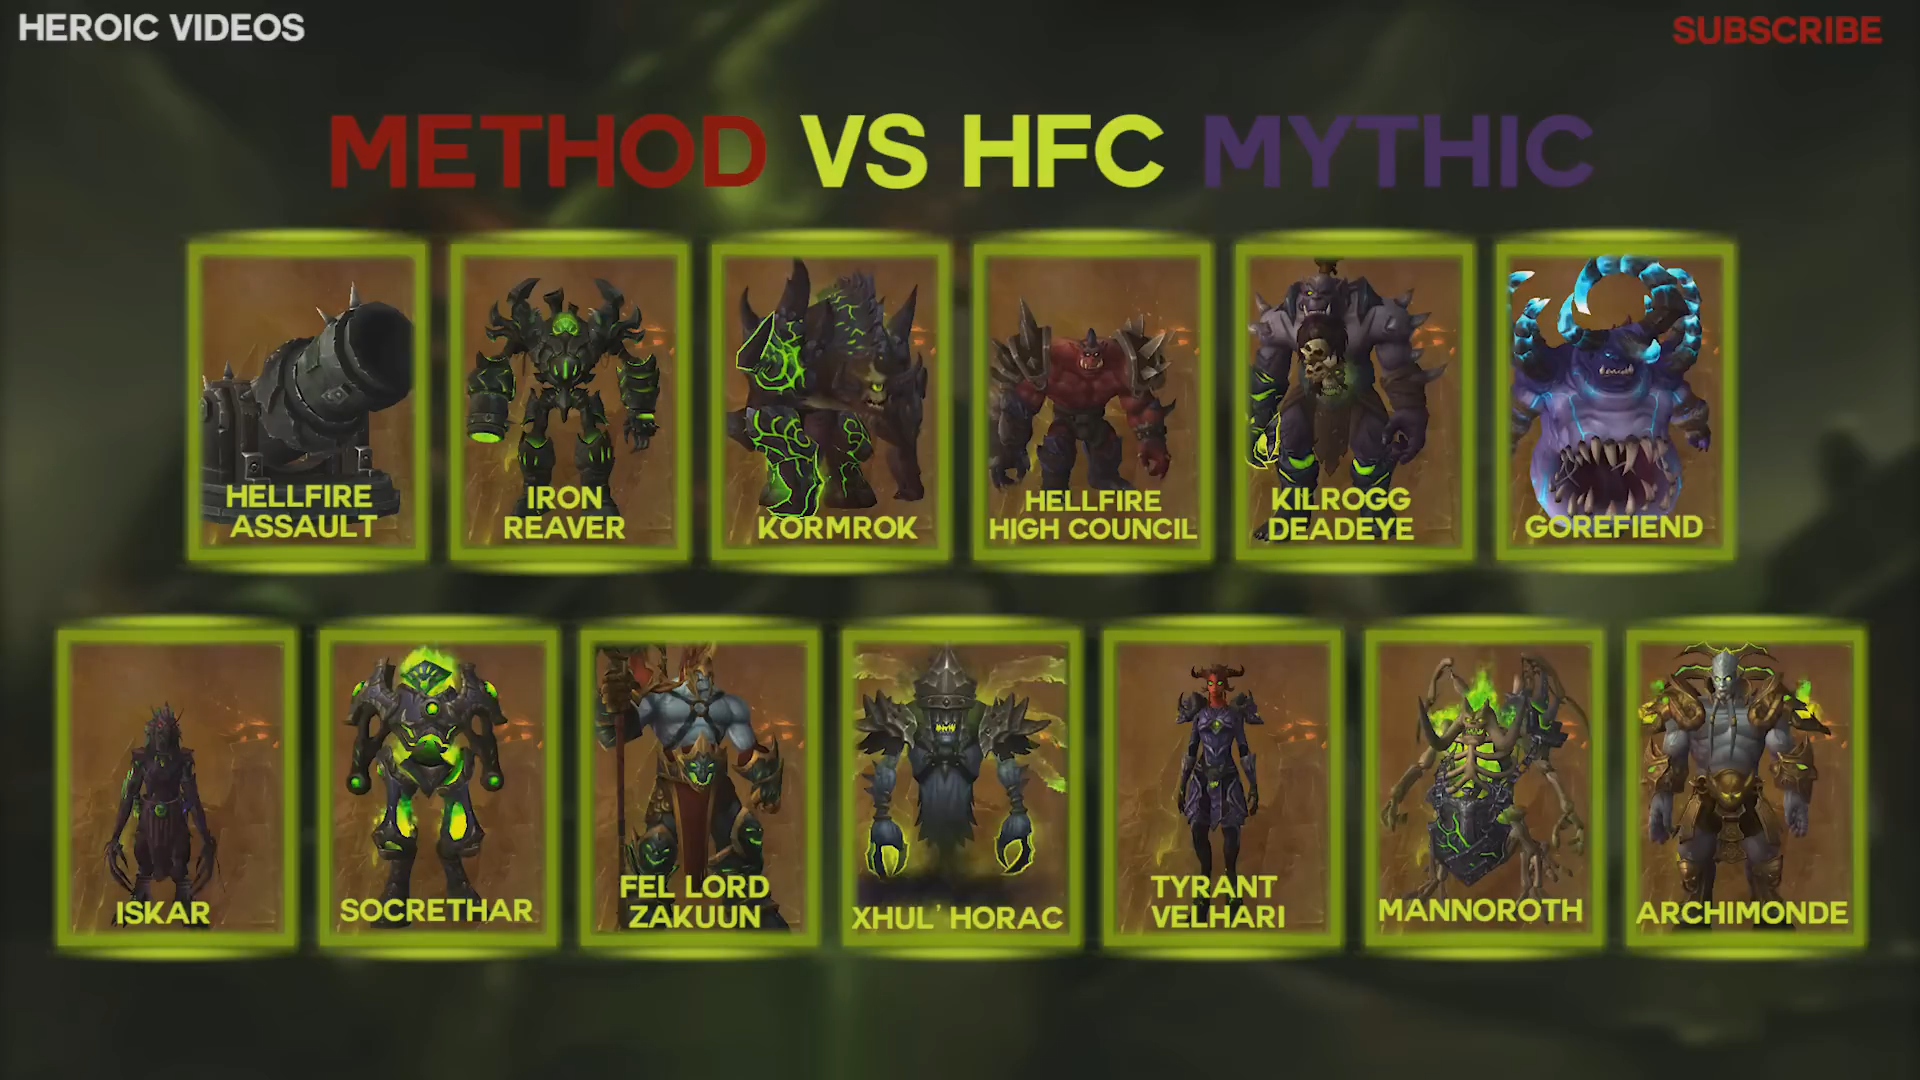 HEROIC VIDEOS
SUBSCRIBE
METHOD VS HFC MYTHIC
HELLFIRE
ASSAULT
IRON
REAVER
KORMROK
HELLFIRE
HIGH COUNCIL
KILROGG
DEADEYE
GOREFIEND
ISKAR
SOCRETHAR
FEL LORD
ZAKUUN
XHUL'HORAC
TYRANT
VELHARI
MANNOROTH
ARCHIMONDE